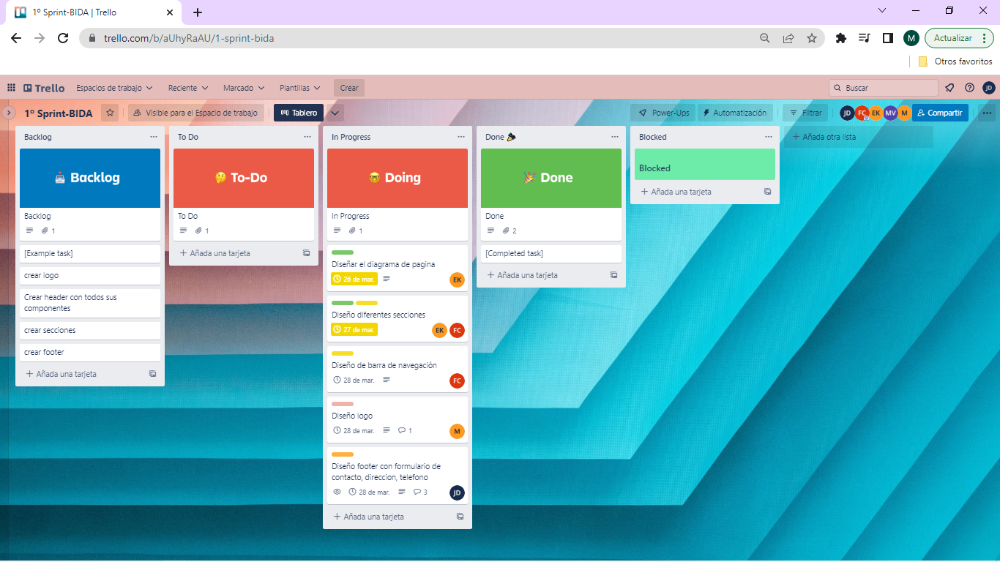 1º Sprint-BIDA | Trello
trello.com/b/aUhyRaAU/1-sprint-bida
M
Actualizar
Otros favoritos
Trello
Espacios de trabajo
Reciente
Marcado
Plantillas
Crear
Buscar
JD
1º Sprint-BIDA
Visible para el Espacio de trabajo
Tablero
Power-Ups
Automatización
Filtrar
JD
FC
EK
MV
M
Compartir
Backlog
Backlog
Backlog
1
[Example task]
crear logo
Crear header con todos sus
componentes
crear secciones
crear footer
+ Añada una tarjeta
To Do
To-Do
To Do
1
+ Añada una tarjeta
In Progress
Doing
In Progress
1
Diseñar el diagrama de pagina
26 de mar.
EK
Diseño diferentes secciones
27 de mar.
EK
FC
Diseño de barra de navegación
28 de mar.
FC
Diseño logo
28 de mar.
1
M
Diseño footer con formulario de
contacto, direccion, telefono
28 de mar.
3
JD
+ Añada una tarjeta
Done
Done
Done
2
[Completed task]
+ Añada una tarjeta
Blocked
Blocked
+ Añada una tarjeta
+ Añada otra lista